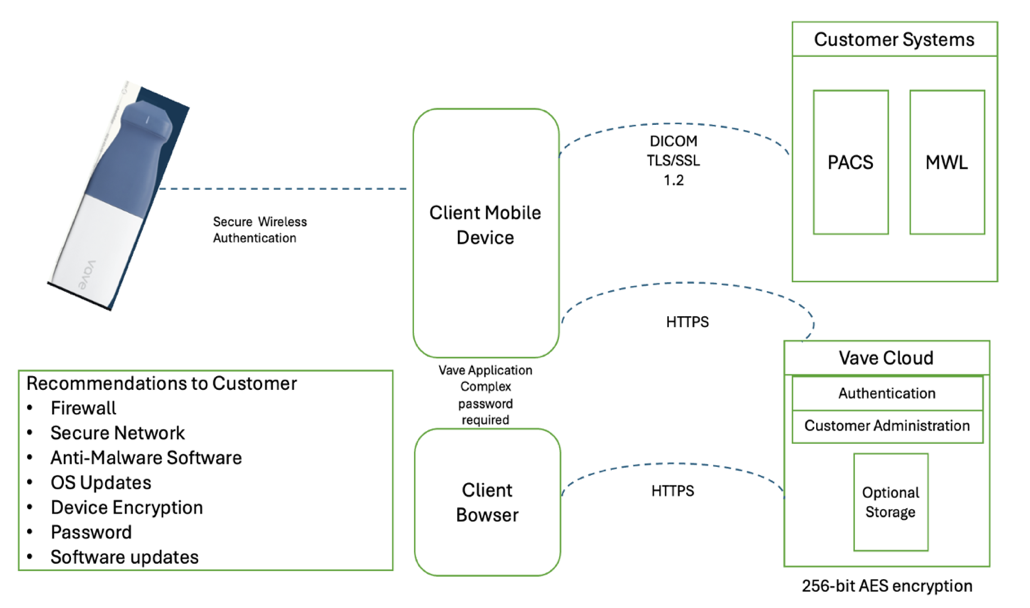 Customer Systems
PACS
MWL
DICOM
TLS/SSL
1.2
Client Mobile
Device
Secure Wireless
Authentication
vave
HTTPS
Vave Cloud
Authentication
Customer Administration
Optional
Storage
256-bit AES encryption
Vave Application
Complex
password
required
Client
Bowser
HTTPS
Recommendations to Customer
• Firewall
• Secure Network
• Anti-Malware Software
• OS Updates
• Device Encryption
• Password
• Software updates